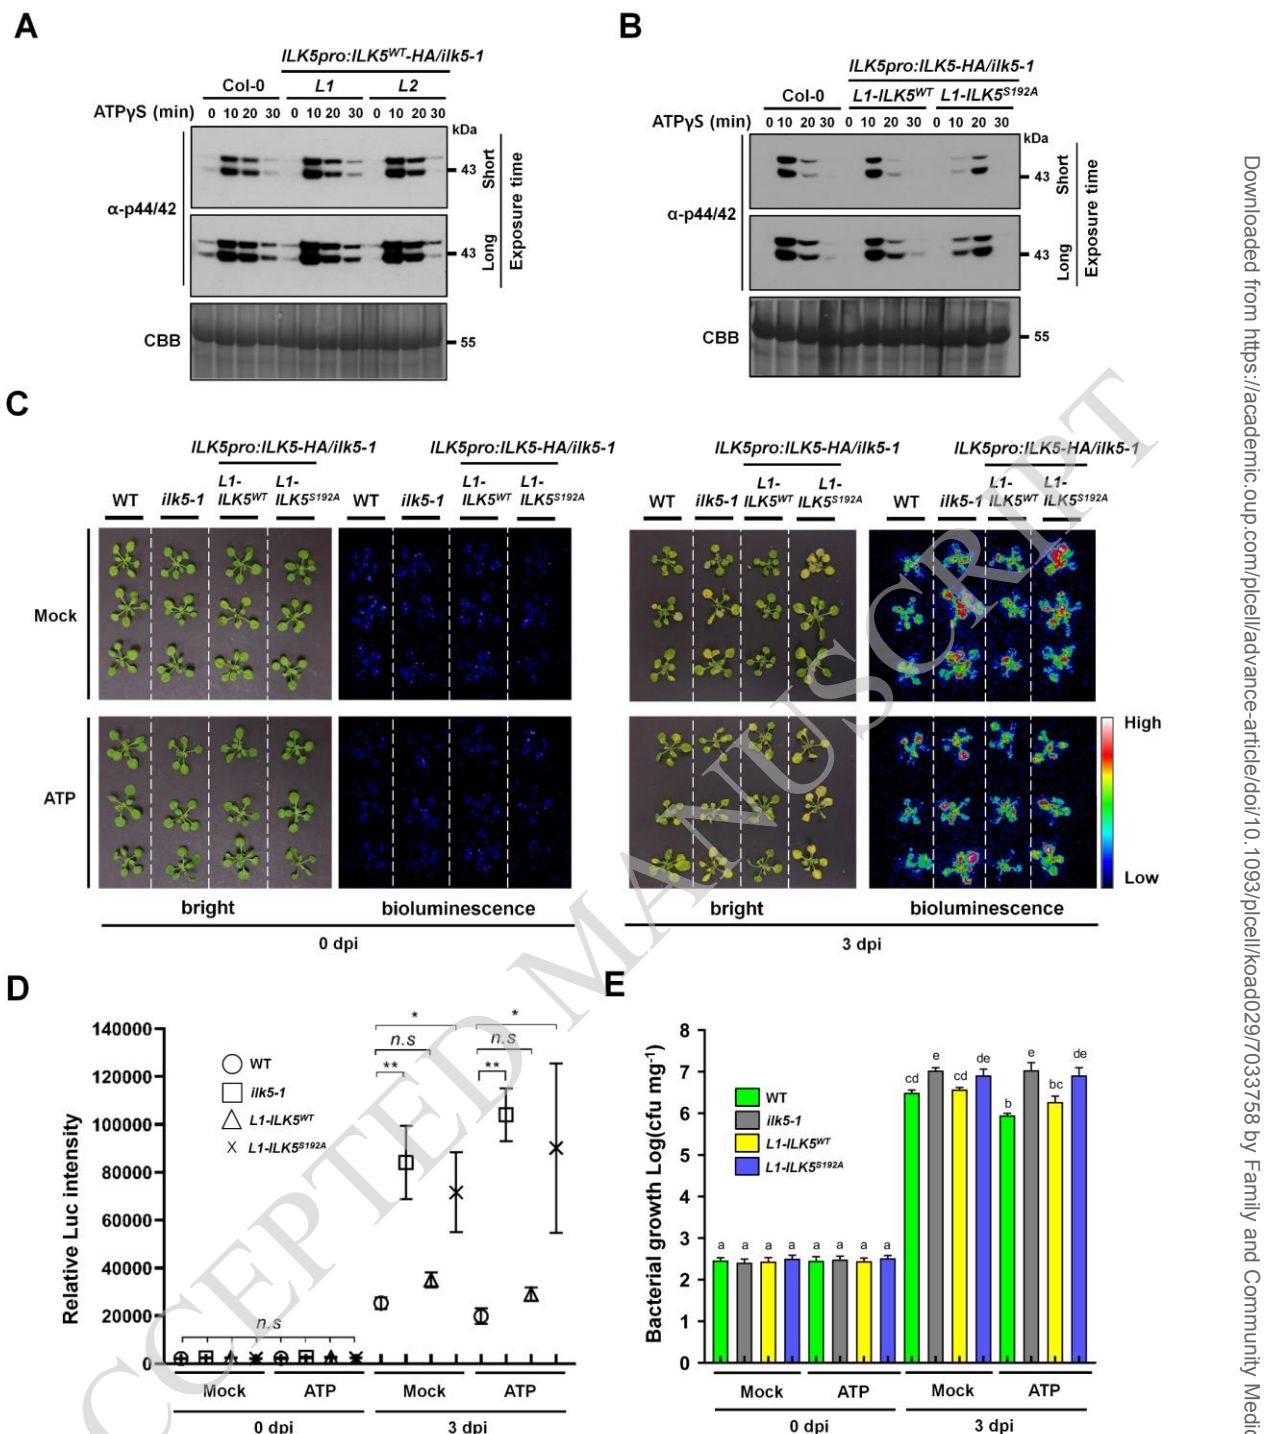 A
ILK5pro:ILK5WT-HA/ilk5-1
Col-0 L1 L2
ATPγS (min) 0 10 20 30 0 10 20 30 0 10 20 30
kDa
α-p44/42
43
Short
43
Long
Exposure time
CBB
55
B
ILK5pro:ILK5-HA/ilk5-1
Col-0 L1-ILK5WT L1-ILK5S192A
ATPγS (min) 0 10 20 30 0 10 20 30 0 10 20 30
kDa
α-p44/42
43
Short
43
Long
Exposure time
CBB
55
C
ILK5pro:ILK5-HA/ilk5-1 ILK5pro:ILK5-HA/ilk5-1 ILK5pro:ILK5-HA/ilk5-1 ILK5pro:ILK5-HA/ilk5-1
WT ilk5-1 L1-ILK5WT L1-ILK5S192A WT ilk5-1 L1-ILK5WT L1-ILK5S192A WT ilk5-1 L1-ILK5WT L1-ILK5S192A WT ilk5-1 L1-ILK5WT L1-ILK5S192A
Mock
ATP
High
Low
bright bioluminescence bright bioluminescence
0 dpi 3 dpi
D
Relative Luc intensity
140000
120000
100000
80000
60000
40000
20000
0
WT
ilk5-1
L1-ILK5WT
L1-ILK5S192A
* *
n.s n.s
** **
n.s
Mock ATP Mock ATP
0 dpi 3 dpi
E
Bacterial growth Log(cfu mg-1)
8
7
6
5
4
3
2
1
0
WT
ilk5-1
L1-ILK5WT
L1-ILK5S192A
a a a a a a a a cd e cd de b e bc de
Mock ATP Mock ATP
0 dpi 3 dpi
ACCEPTED MANUSCRIPT
Downloaded from https://academic.oup.com/plcell/advance-article/doi/10.1093/plcell/koad029/7033758 by Family and Community Medic